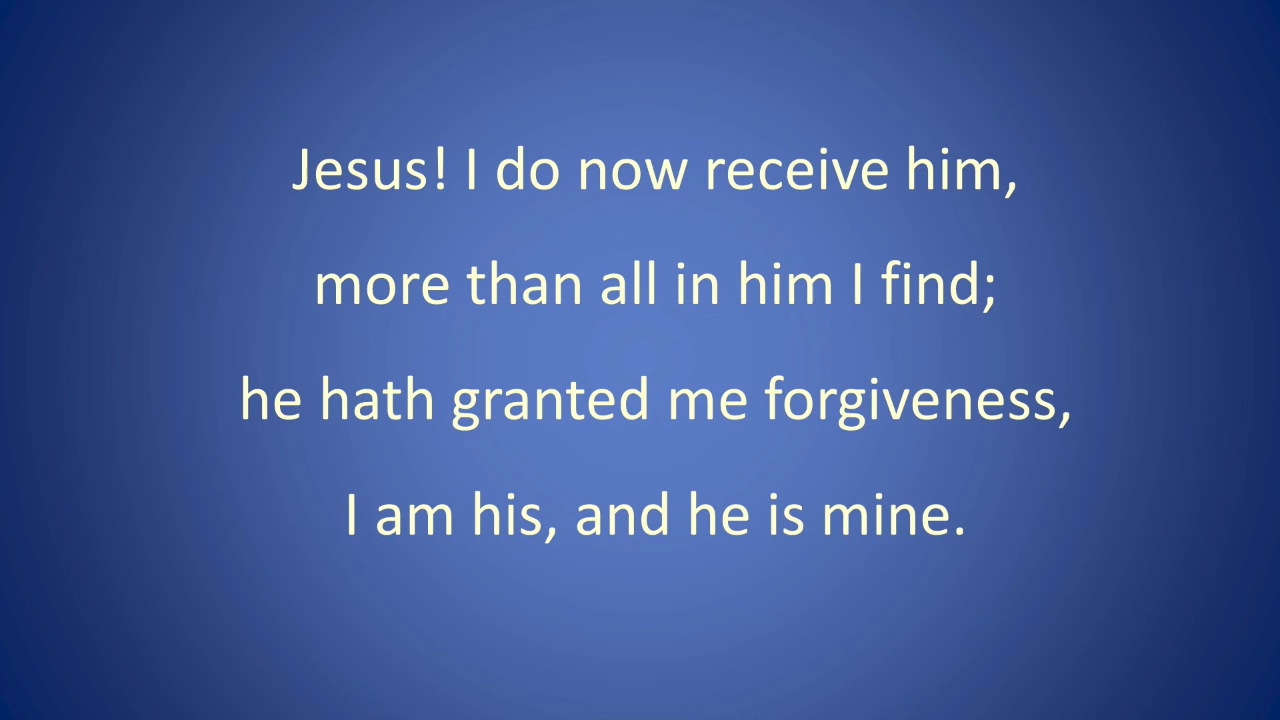 Jesus! I do now receive him,
more than all in him I find;
he hath granted me forgiveness,
I am his, and he is mine.